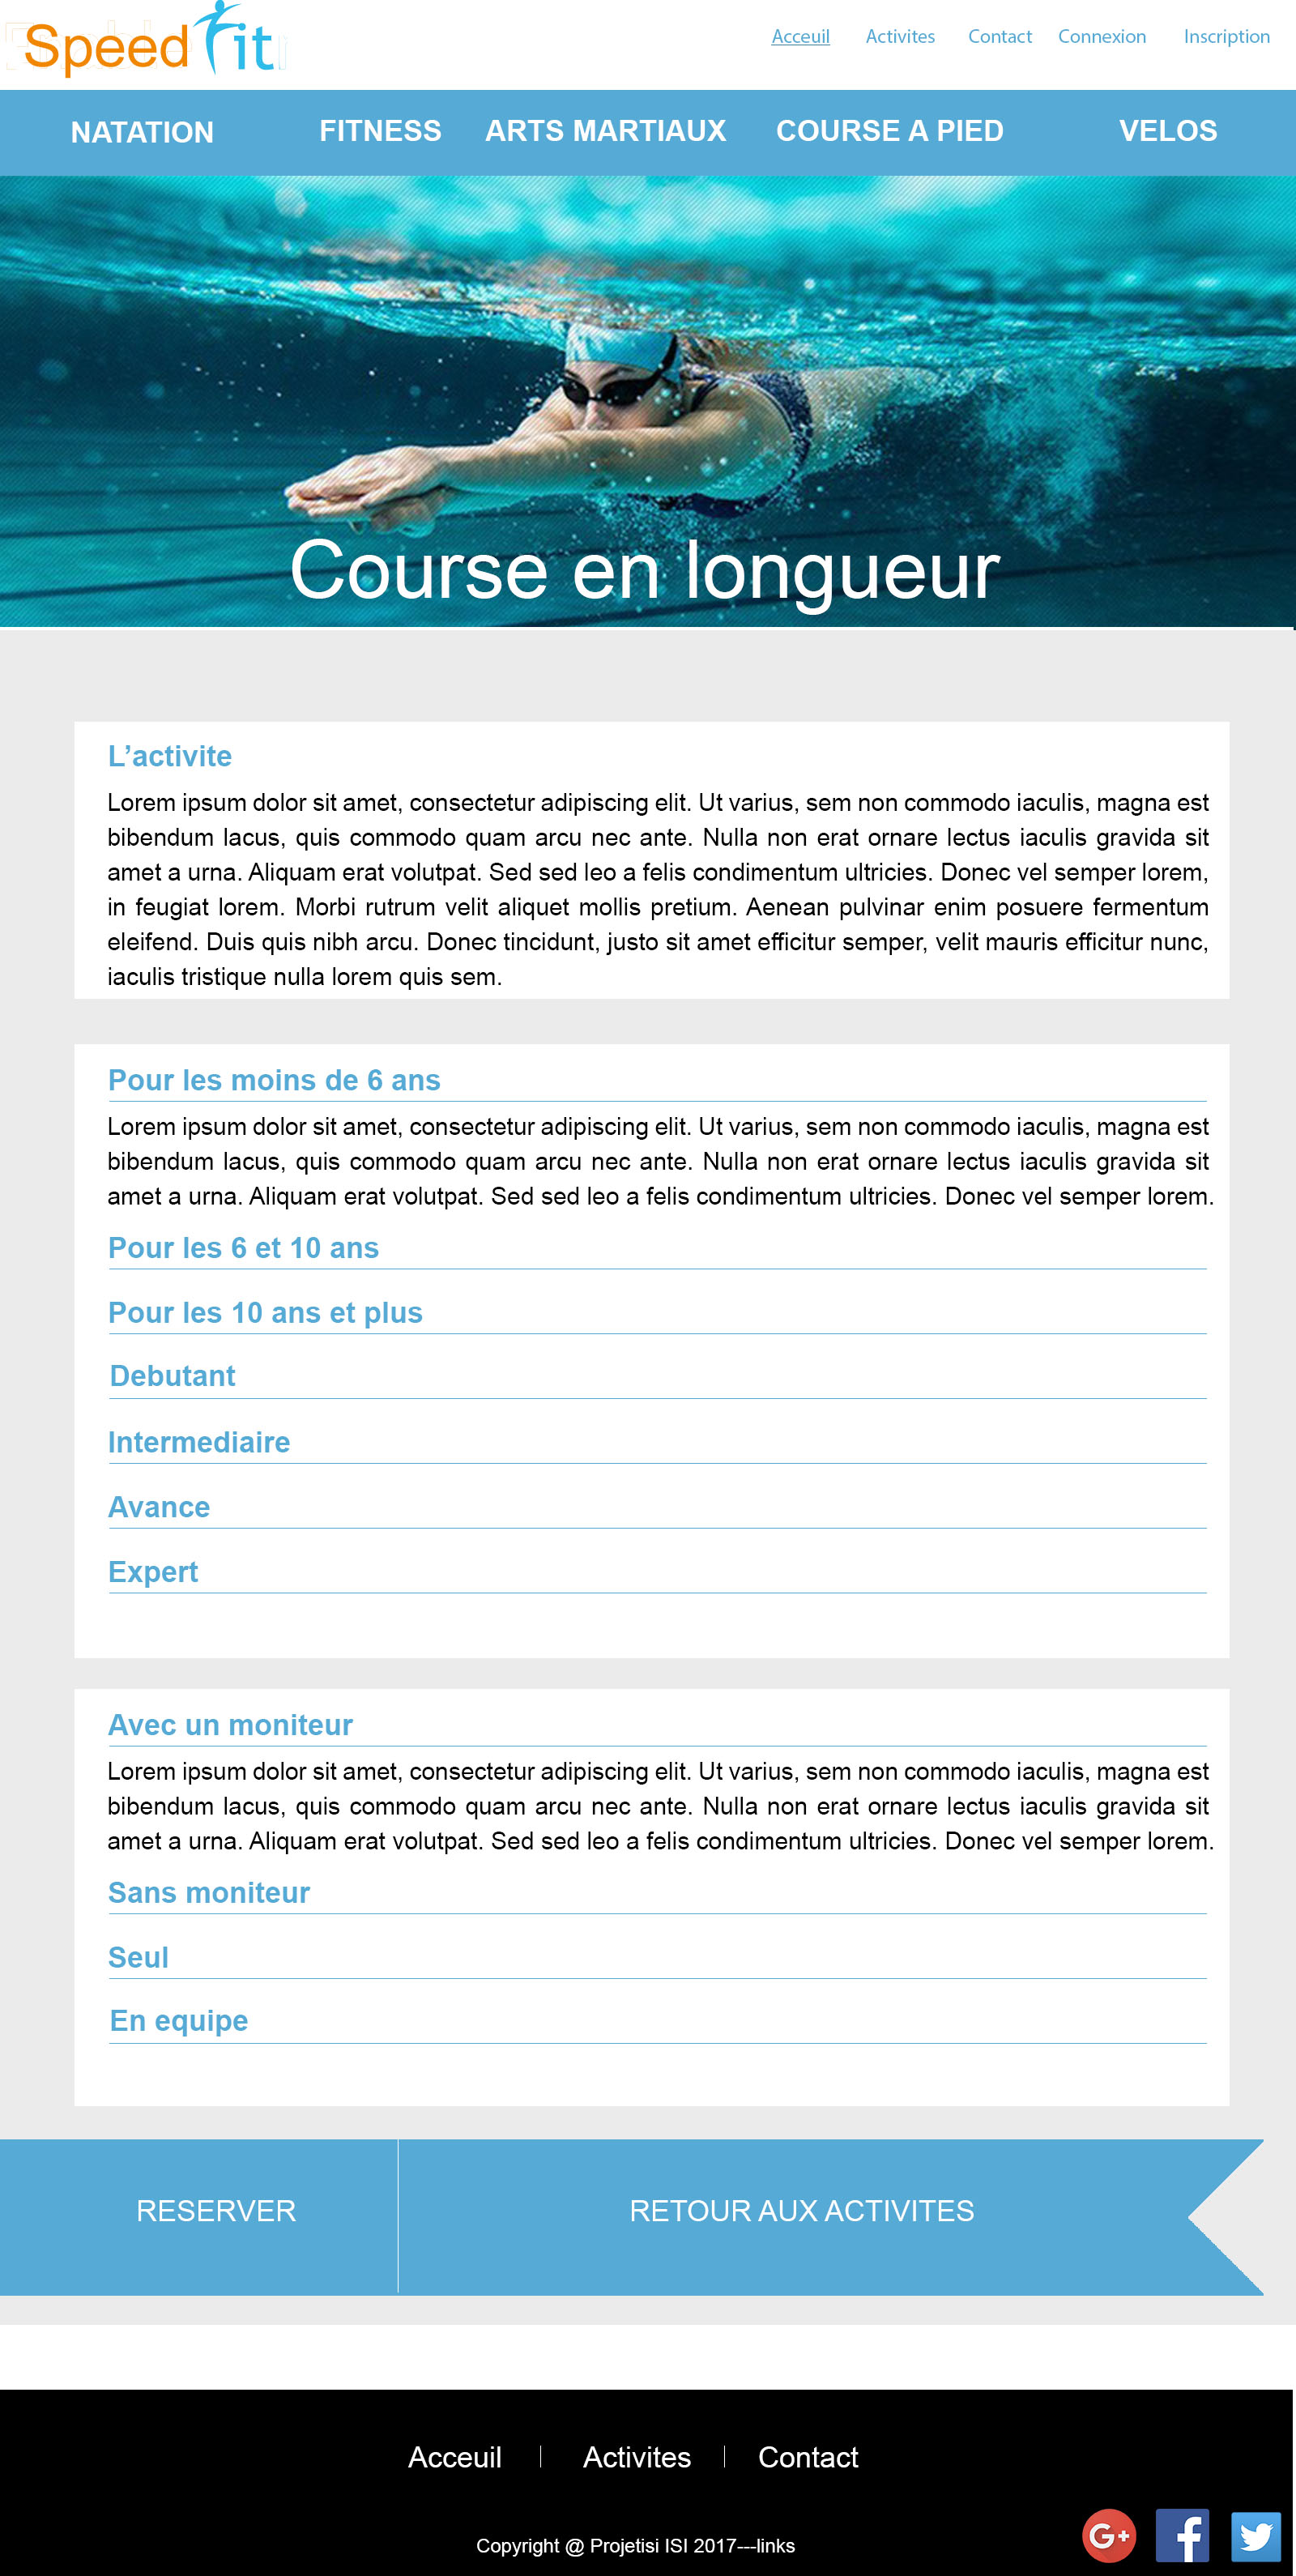 Speed Fit
Acceuil Activites Contact Connexion Inscription
NATATION FITNESS ARTS MARTIAUX COURSE A PIED VELOS
Course en longueur
L’activite
Lorem ipsum dolor sit amet, consectetur adipiscing elit. Ut varius, sem non commodo iaculis, magna est
bibendum lacus, quis commodo quam arcu nec ante. Nulla non erat ornare lectus iaculis gravida sit
amet a urna. Aliquam erat volutpat. Sed sed leo a felis condimentum ultricies. Donec vel semper lorem,
in feugiat lorem. Morbi rutrum velit aliquet mollis pretium. Aenean pulvinar enim posuere fermentum
eleifend. Duis quis nibh arcu. Donec tincidunt, justo sit amet efficitur semper, velit mauris efficitur nunc,
iaculis tristique nulla lorem quis sem.
Pour les moins de 6 ans
Lorem ipsum dolor sit amet, consectetur adipiscing elit. Ut varius, sem non commodo iaculis, magna est
bibendum lacus, quis commodo quam arcu nec ante. Nulla non erat ornare lectus iaculis gravida sit
amet a urna. Aliquam erat volutpat. Sed sed leo a felis condimentum ultricies. Donec vel semper lorem.
Pour les 6 et 10 ans
Pour les 10 ans et plus
Debutant
Intermediaire
Avance
Expert
Avec un moniteur
Lorem ipsum dolor sit amet, consectetur adipiscing elit. Ut varius, sem non commodo iaculis, magna est
bibendum lacus, quis commodo quam arcu nec ante. Nulla non erat ornare lectus iaculis gravida sit
amet a urna. Aliquam erat volutpat. Sed sed leo a felis condimentum ultricies. Donec vel semper lorem.
Sans moniteur
Seul
En equipe
RESERVER RETOUR AUX ACTIVITES
Acceuil | Activites | Contact
Copyright @ Projetisi ISI 2017---links
G+ f